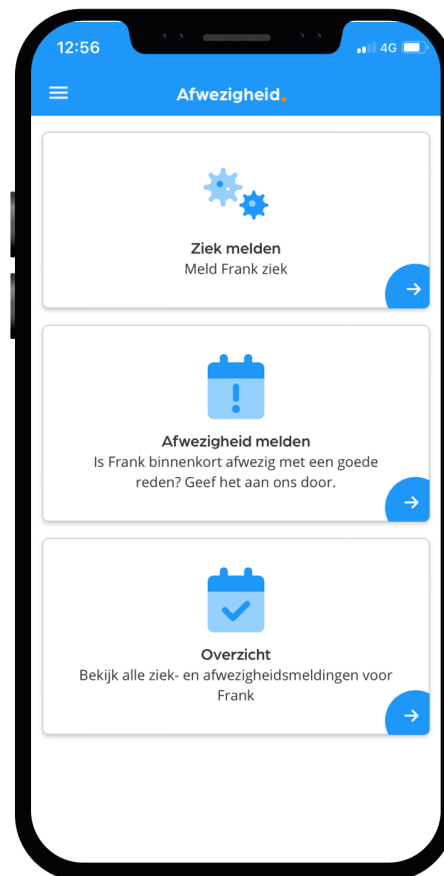 12:56
4G
Afwezigheid.
Ziek melden
Meld Frank ziek
Afwezigheid melden
Is Frank binnenkort afwezig met een goede
reden? Geef het aan ons door.
Overzicht
Bekijk alle ziek- en afwezigheidsmeldingen voor
Frank